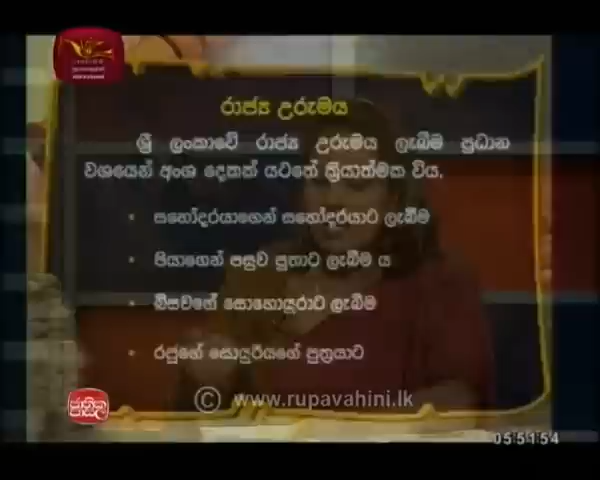 රාජ්‍ය උරුමය
ශ්‍රී ලංකාවේ රාජ්‍ය උරුමය ලැබීම ප්‍රධාන
වශයෙන් අංශ දෙකක් යටතේ ක්‍රියාත්මක විය.
• සහෝදරයාගෙන් සහෝදරයාට ලැබීම
• පියාගෙන් පසුව පුතාට ලැබීම ය
• බිසවගේ සොහොයුරාට ලැබීම
• රජුගේ සොයුරියගේ පුත්‍රයාට
© www.rupavahini.lk
ජාතික
පාසල
05:51:54